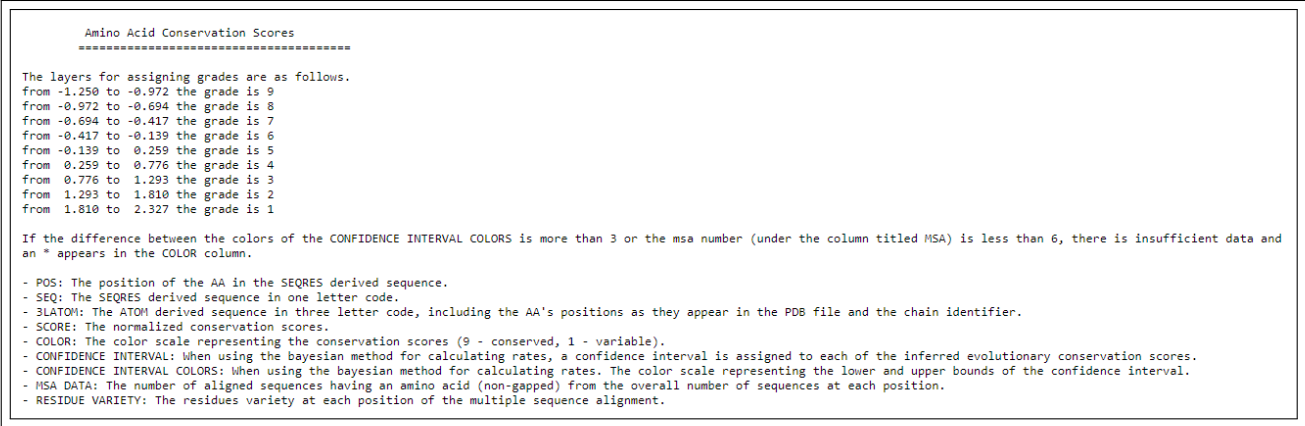 Amino Acid Conservation Scores
=======================================
The layers for assigning grades are as follows.
from -1.250 to -0.972 the grade is 9
from -0.972 to -0.694 the grade is 8
from -0.694 to -0.417 the grade is 7
from -0.417 to -0.139 the grade is 6
from -0.139 to  0.259 the grade is 5
from  0.259 to  0.776 the grade is 4
from  0.776 to  1.293 the grade is 3
from  1.293 to  1.810 the grade is 2
from  1.810 to  2.327 the grade is 1
If the difference between the colors of the CONFIDENCE INTERVAL COLORS is more than 3 or the msa number (under the column titled MSA) is less than 6, there is insufficient data and
an * appears in the COLOR column.
- POS: The position of the AA in the SEQRES derived sequence.
- SEQ: The SEQRES derived sequence in one letter code.
- 3LATOM: The ATOM derived sequence in three letter code, including the AA's positions as they appear in the PDB file and the chain identifier.
- SCORE: The normalized conservation scores.
- COLOR: The color scale representing the conservation scores (9 - conserved, 1 - variable).
- CONFIDENCE INTERVAL: When using the bayesian method for calculating rates, a confidence interval is assigned to each of the inferred evolutionary conservation scores.
- CONFIDENCE INTERVAL COLORS: When using the bayesian method for calculating rates. The color scale representing the lower and upper bounds of the confidence interval.
- MSA DATA: The number of aligned sequences having an amino acid (non-gapped) from the overall number of sequences at each position.
- RESIDUE VARIETY: The residues variety at each position of the multiple sequence alignment.